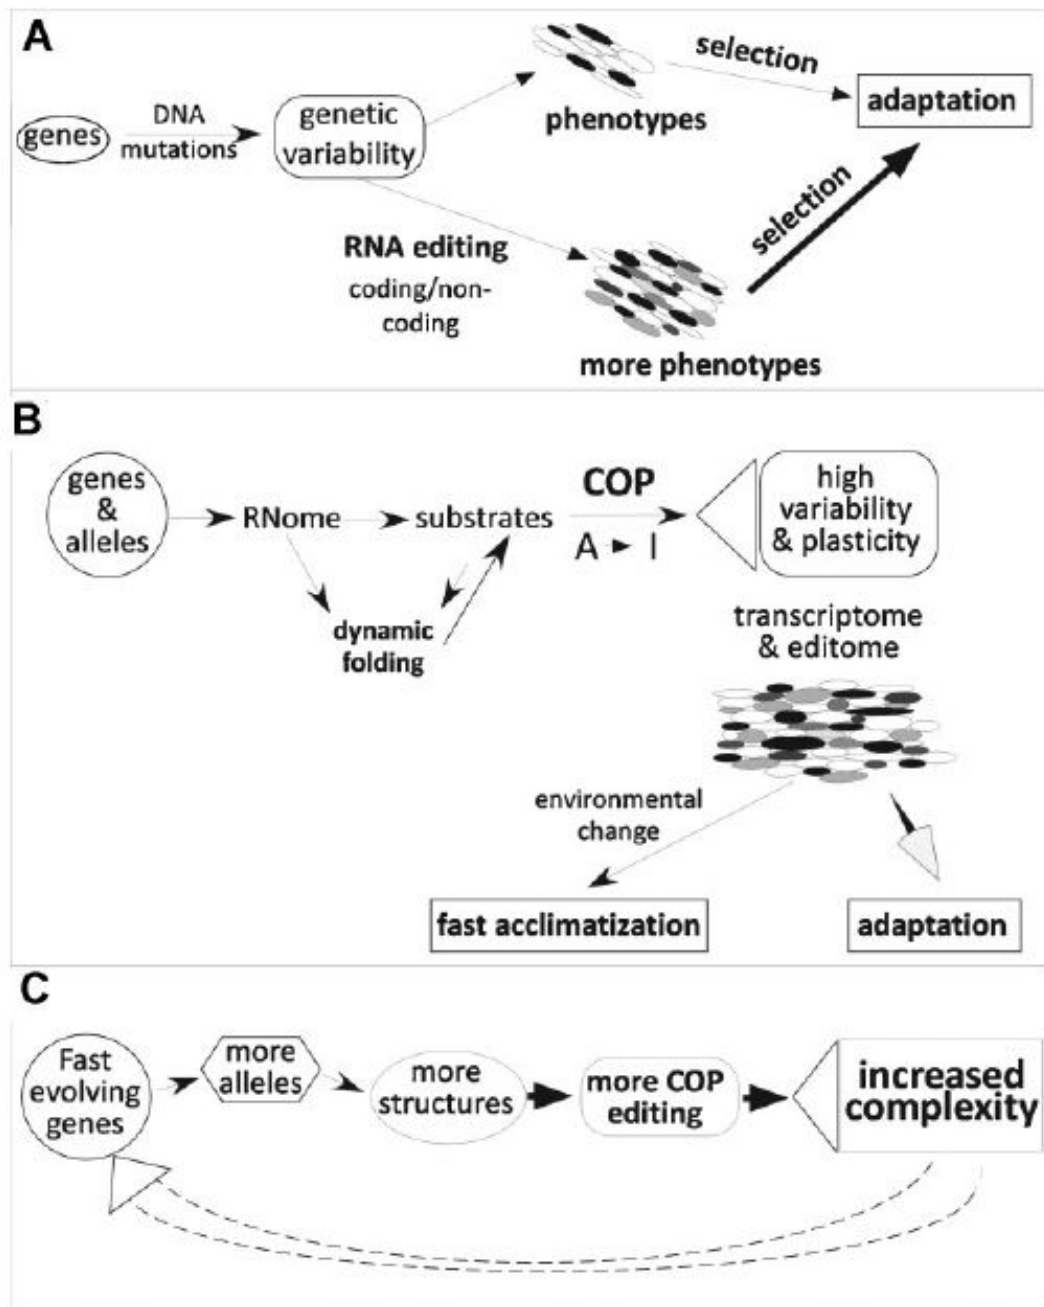 A
genes
DNA
mutations
genetic
variability
phenotypes
selection
adaptation
RNA editing
coding/non-
coding
more phenotypes
selection
B
genes
&
alleles
RNome
substrates
dynamic
folding
COP
A ► I
high
variability
& plasticity
transcriptome
& editome
environmental
change
fast acclimatization
adaptation
C
Fast
evolving
genes
more
alleles
more
structures
more COP
editing
increased
complexity